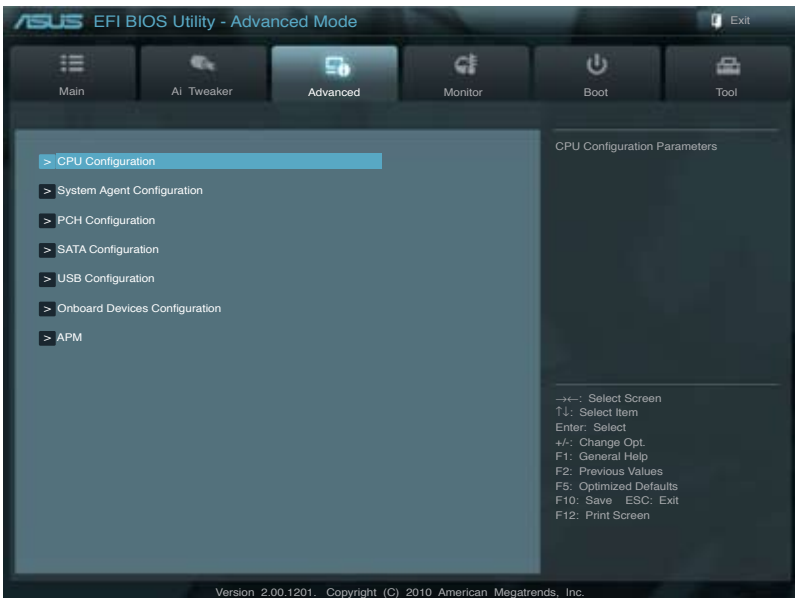 ASUS EFI BIOS Utility - Advanced Mode
Exit
Main
Ai Tweaker
Advanced
Monitor
Boot
Tool
> CPU Configuration
> System Agent Configuration
> PCH Configuration
> SATA Configuration
> USB Configuration
> Onboard Devices Configuration
> APM
CPU Configuration Parameters
→←: Select Screen
↑↓: Select Item
Enter: Select
+/-: Change Opt.
F1: General Help
F2: Previous Values
F5: Optimized Defaults
F10: Save ESC: Exit
F12: Print Screen
Version 2.00.1201. Copyright (C) 2010 American Megatrends, Inc.